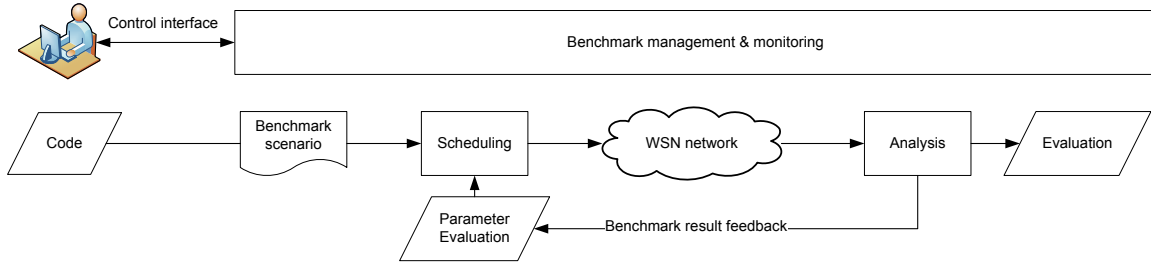 Control interface
Benchmark management & monitoring
Code
Benchmark
scenario
Scheduling
WSN network
Analysis
Evaluation
Parameter
Evaluation
Benchmark result feedback